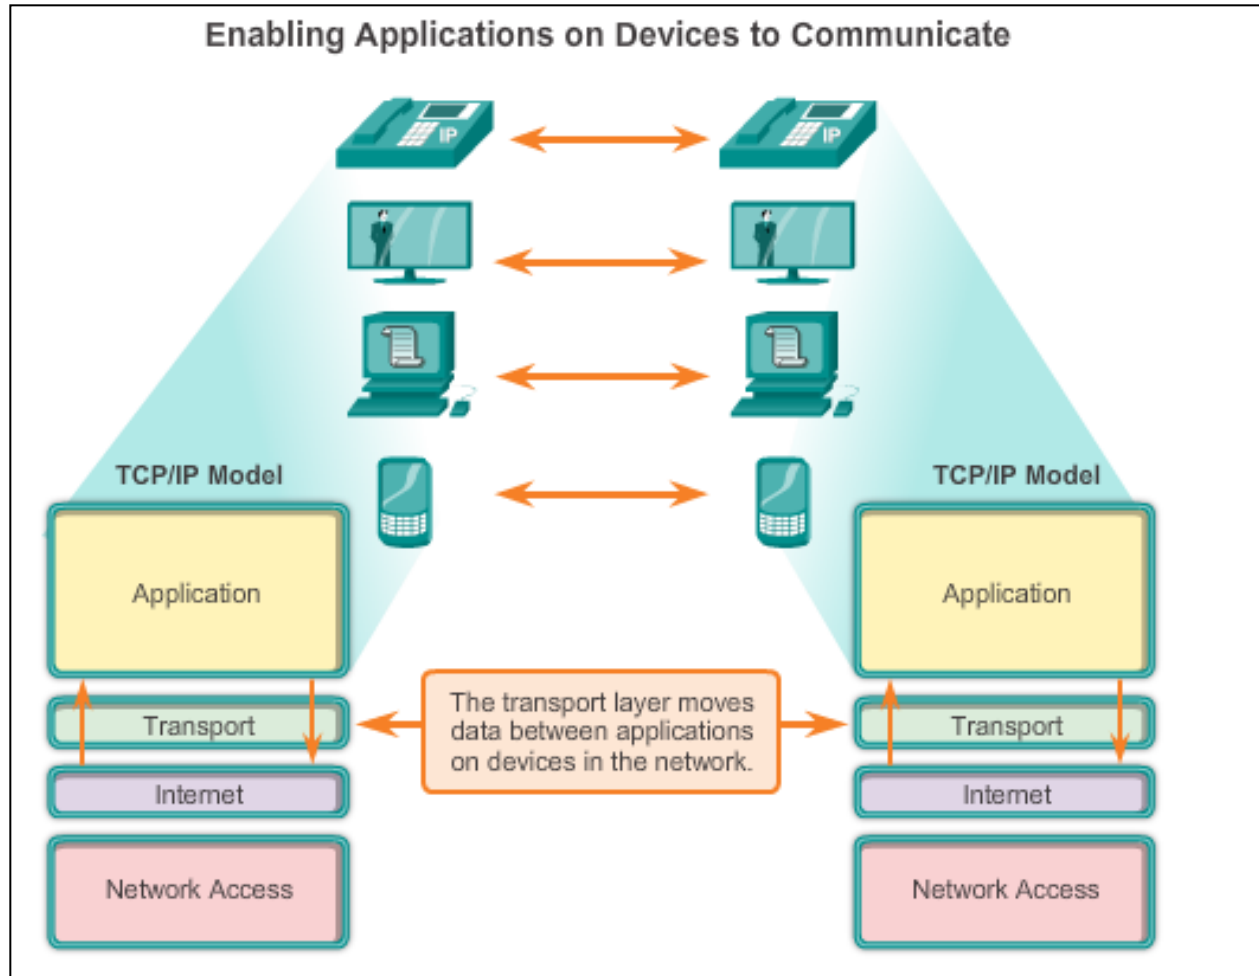 Enabling Applications on Devices to Communicate
IP
IP
TCP/IP Model
TCP/IP Model
Application
Application
The transport layer moves
data between applications
on devices in the network.
Transport
Transport
Internet
Internet
Network Access
Network Access